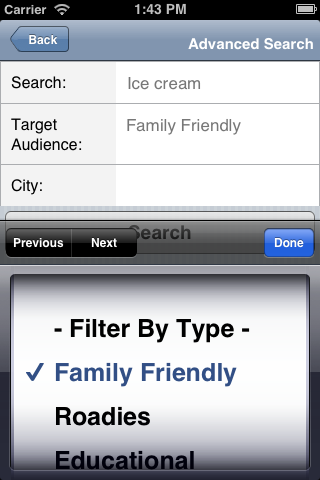 Carrier 1:43 PM
Back Advanced Search
Search: Ice cream
Target Family Friendly
Audience:
City:
Search
Previous Next Done
- Filter By Type -
✓ Family Friendly
Roadies
Educational